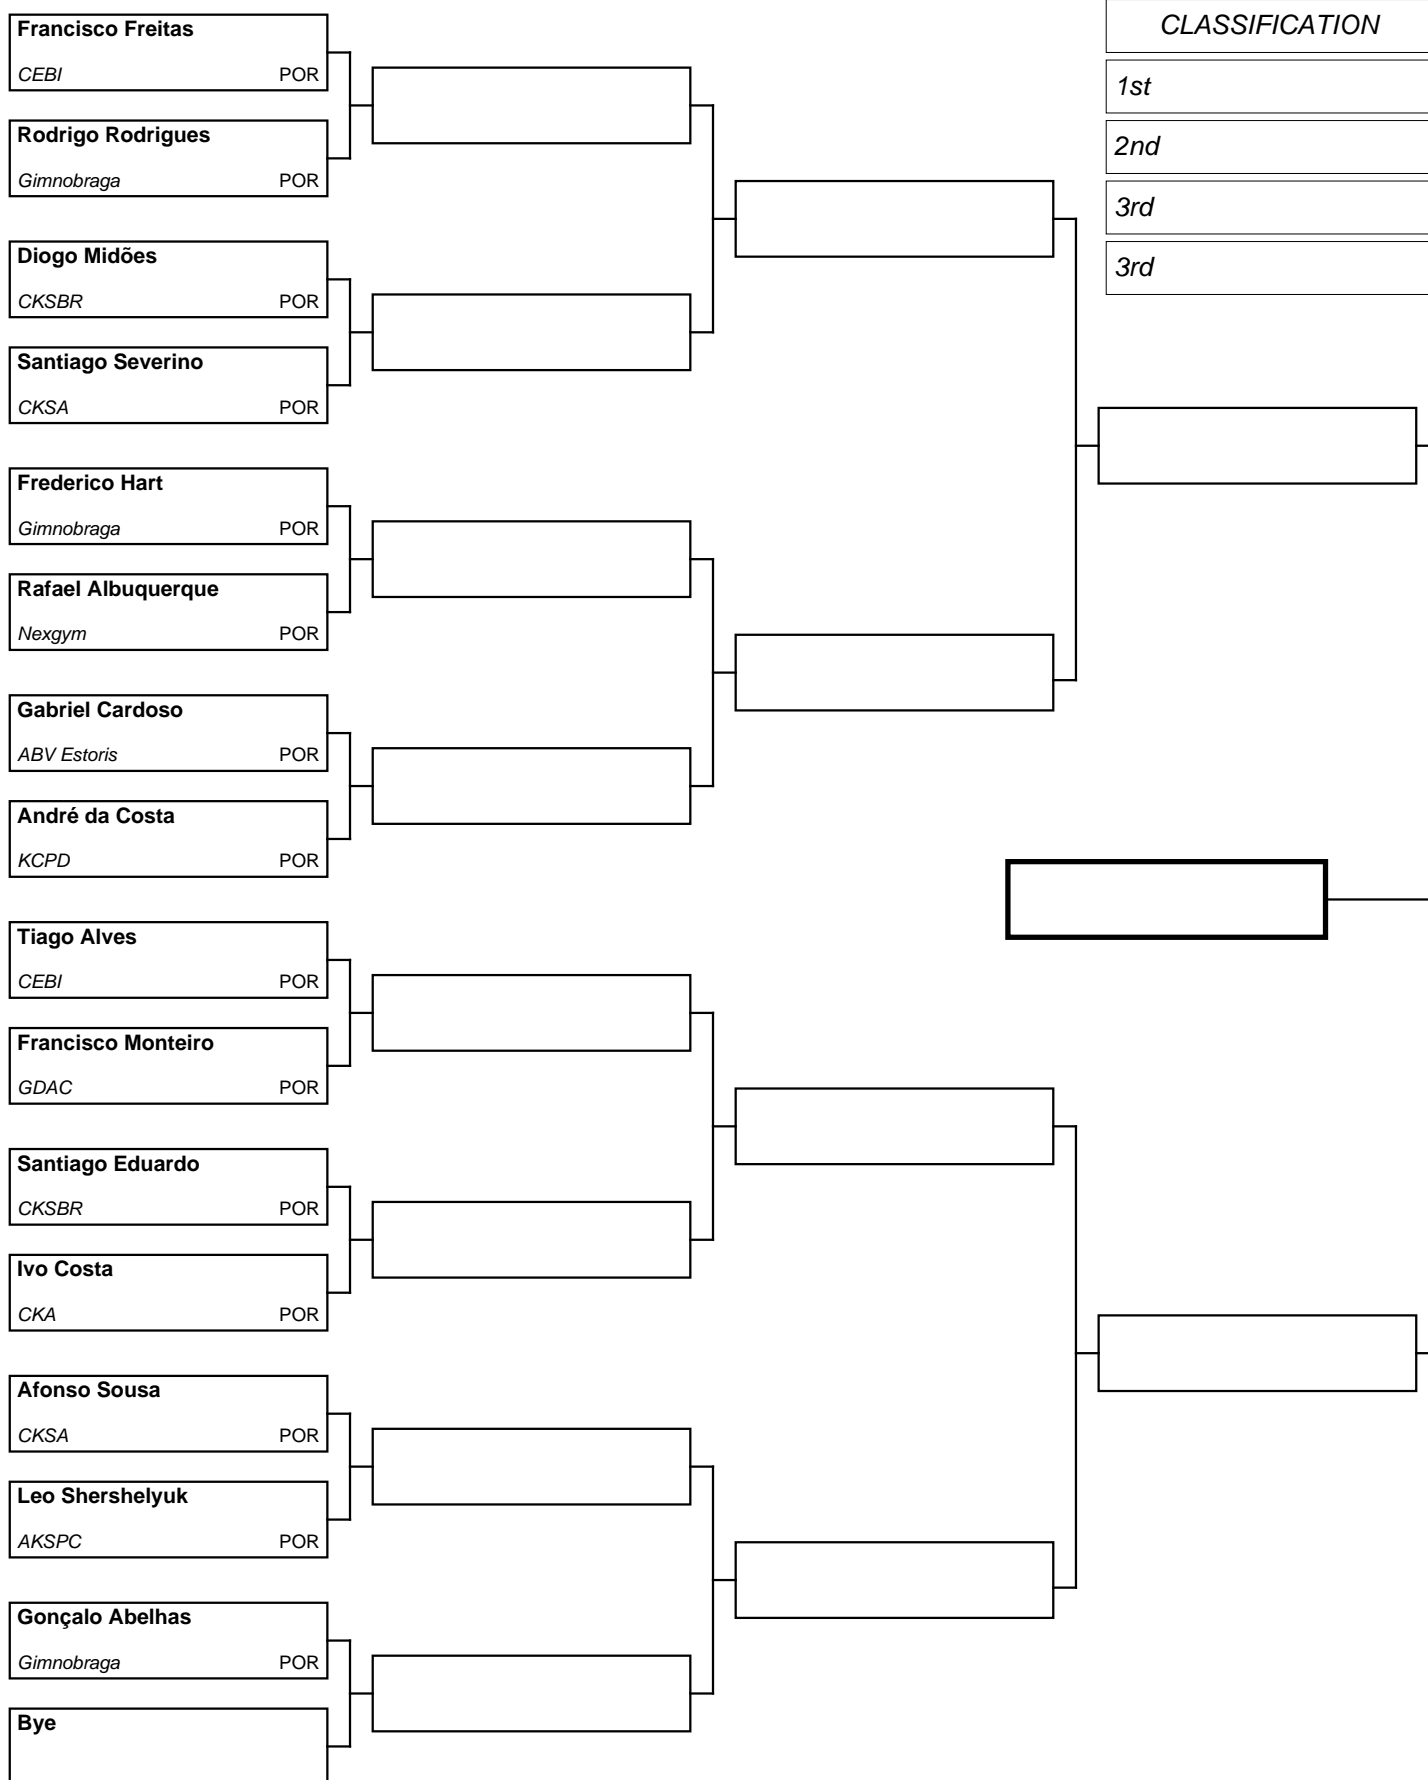 Francisco Freitas
CEBI POR
Rodrigo Rodrigues
Gimnobraga POR
Diogo Midões
CKSBR POR
Santiago Severino
CKSA POR
Frederico Hart
Gimnobraga POR
Rafael Albuquerque
Nexgym POR
Gabriel Cardoso
ABV Estoris POR
André da Costa
KCPD POR
Tiago Alves
CEBI POR
Francisco Monteiro
GDAC POR
Santiago Eduardo
CKSBR POR
Ivo Costa
CKA POR
Afonso Sousa
CKSA POR
Leo Shershelyuk
AKSPC POR
Gonçalo Abelhas
Gimnobraga POR
Bye
CLASSIFICATION
1st
2nd
3rd
3rd